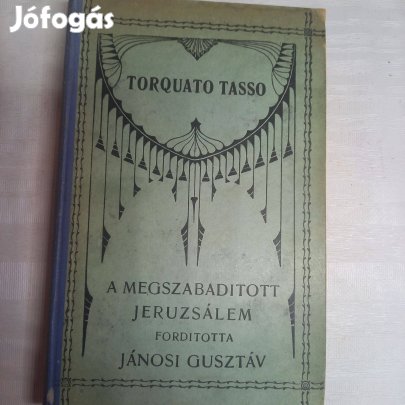 Jófogás
TORQUATO TASSO
A MEGSZABADITOTT
JERUZSÁLEM
FORDITOTTA
JÁNOSI GUSZTÁV